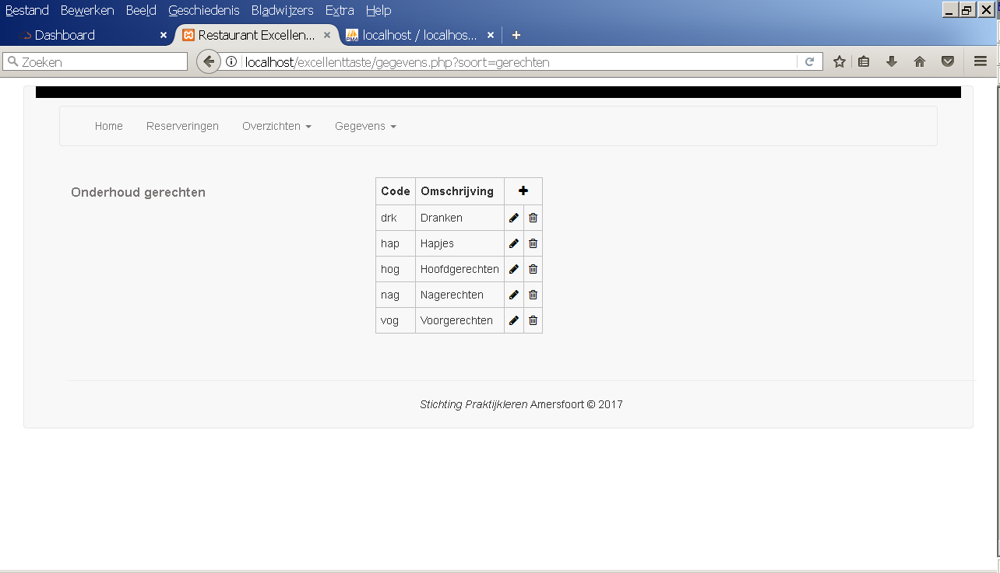 Bestand Bewerken Beeld Geschiedenis Bladwijzers Extra Help
Dashboard × Restaurant Excellen... × localhost / localhos... × +
Zoeken localhost/excellenttaste/gegevens.php?soort=gerechten
Home Reserveringen Overzichten Gegevens
Onderhoud gerechten
Code Omschrijving
drk Dranken
hap Hapjes
hog Hoofdgerechten
nag Nagerechten
vog Voorgerechten
Stichting Praktijkleren Amersfoort © 2017